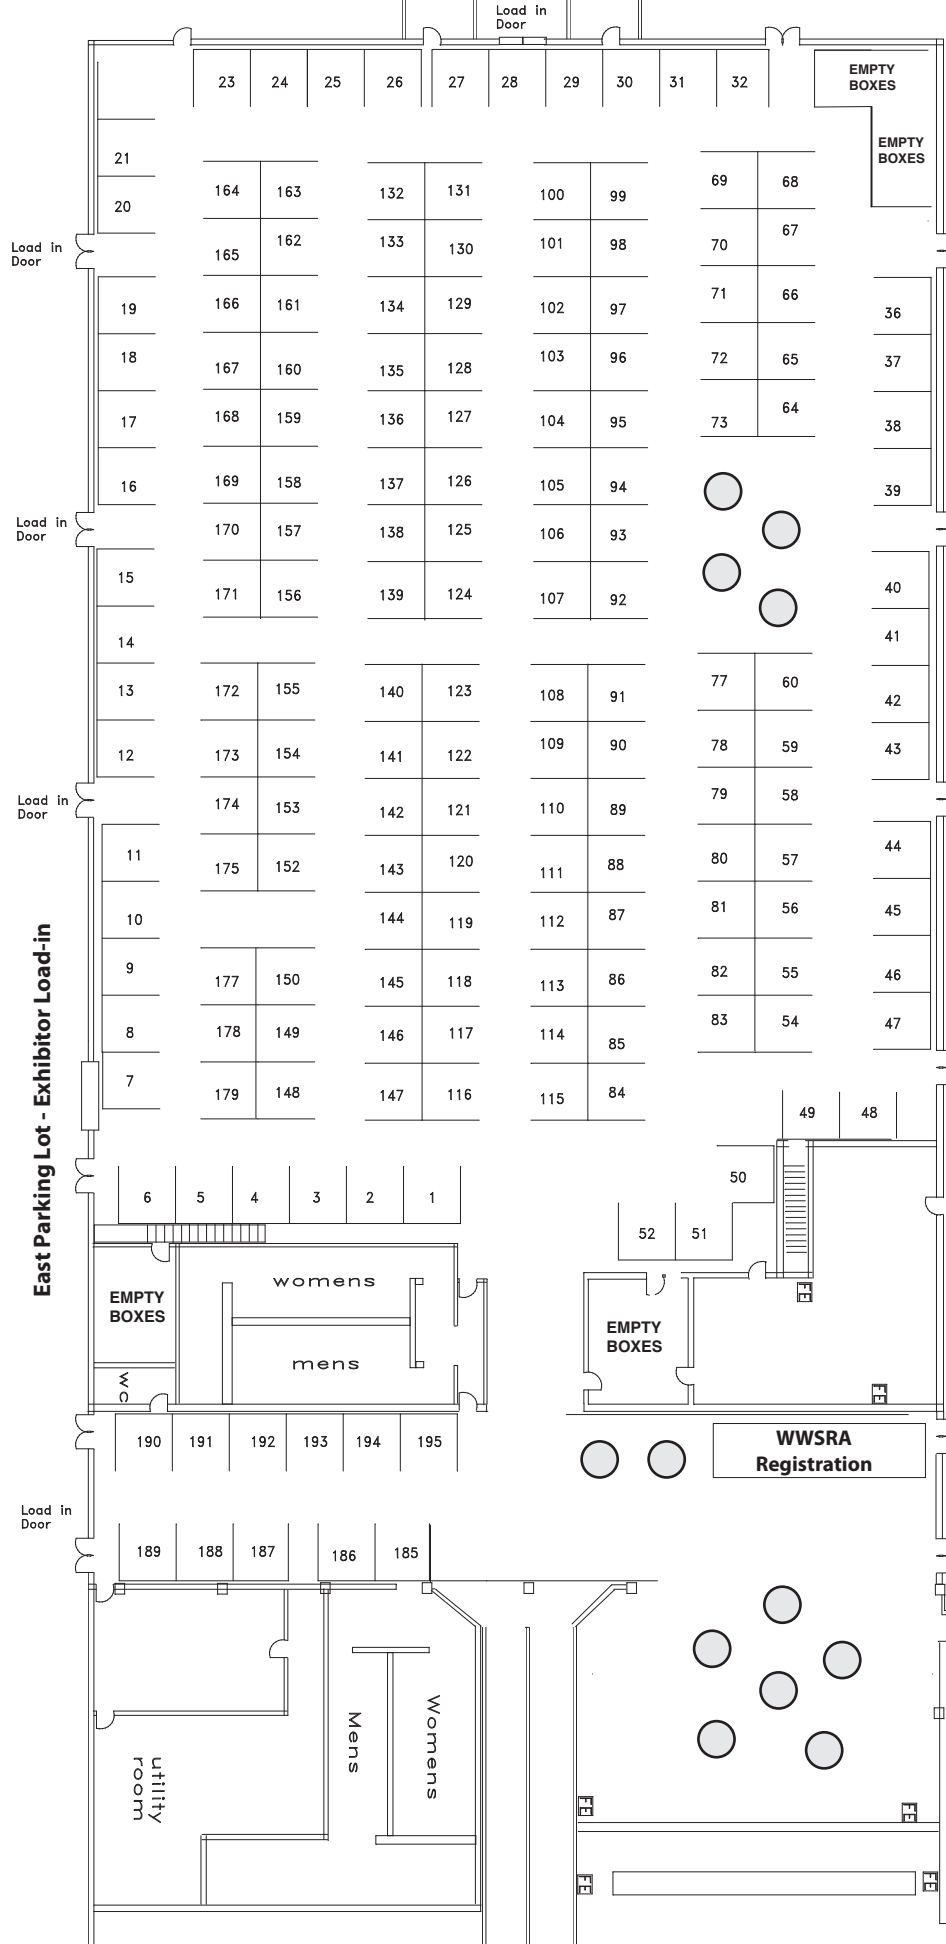 Load in
Door
23 24 25 26 27 28 29 30 31 32
EMPTY
BOXES
EMPTY
BOXES
21
20
Load in
Door
19
18
17
16
Load in
Door
15
14
13
12
Load in
Door
11
10
9
8
7
East Parking Lot - Exhibitor Load-in
164 163
165 162
166 161
167 160
168 159
169 158
170 157
171 156
172 155
173 154
174 153
175 152
177 150
178 149
179 148
132 131
133 130
134 129
135 128
136 127
137 126
138 125
139 124
140 123
141 122
142 121
143 120
144 119
145 118
146 117
147 116
100 99
101 98
102 97
103 96
104 95
105 94
106 93
107 92
108 91
109 90
110 89
111 88
112 87
113 86
114 85
115 84
69 68
70 67
71 66
72 65
73 64
77 60
78 59
79 58
80 57
81 56
82 55
83 54
36
37
38
39
40
41
42
43
44
45
46
47
49 48
50
52 51
6 5 4 3 2 1
EMPTY
BOXES
womens
mens
WC
EMPTY
BOXES
FE
FE
190 191 192 193 194 195
WWSRA
Registration
Load in
Door
189 188 187 186 185
utility
room
Mens
Womens
FE
FE
FE
FE